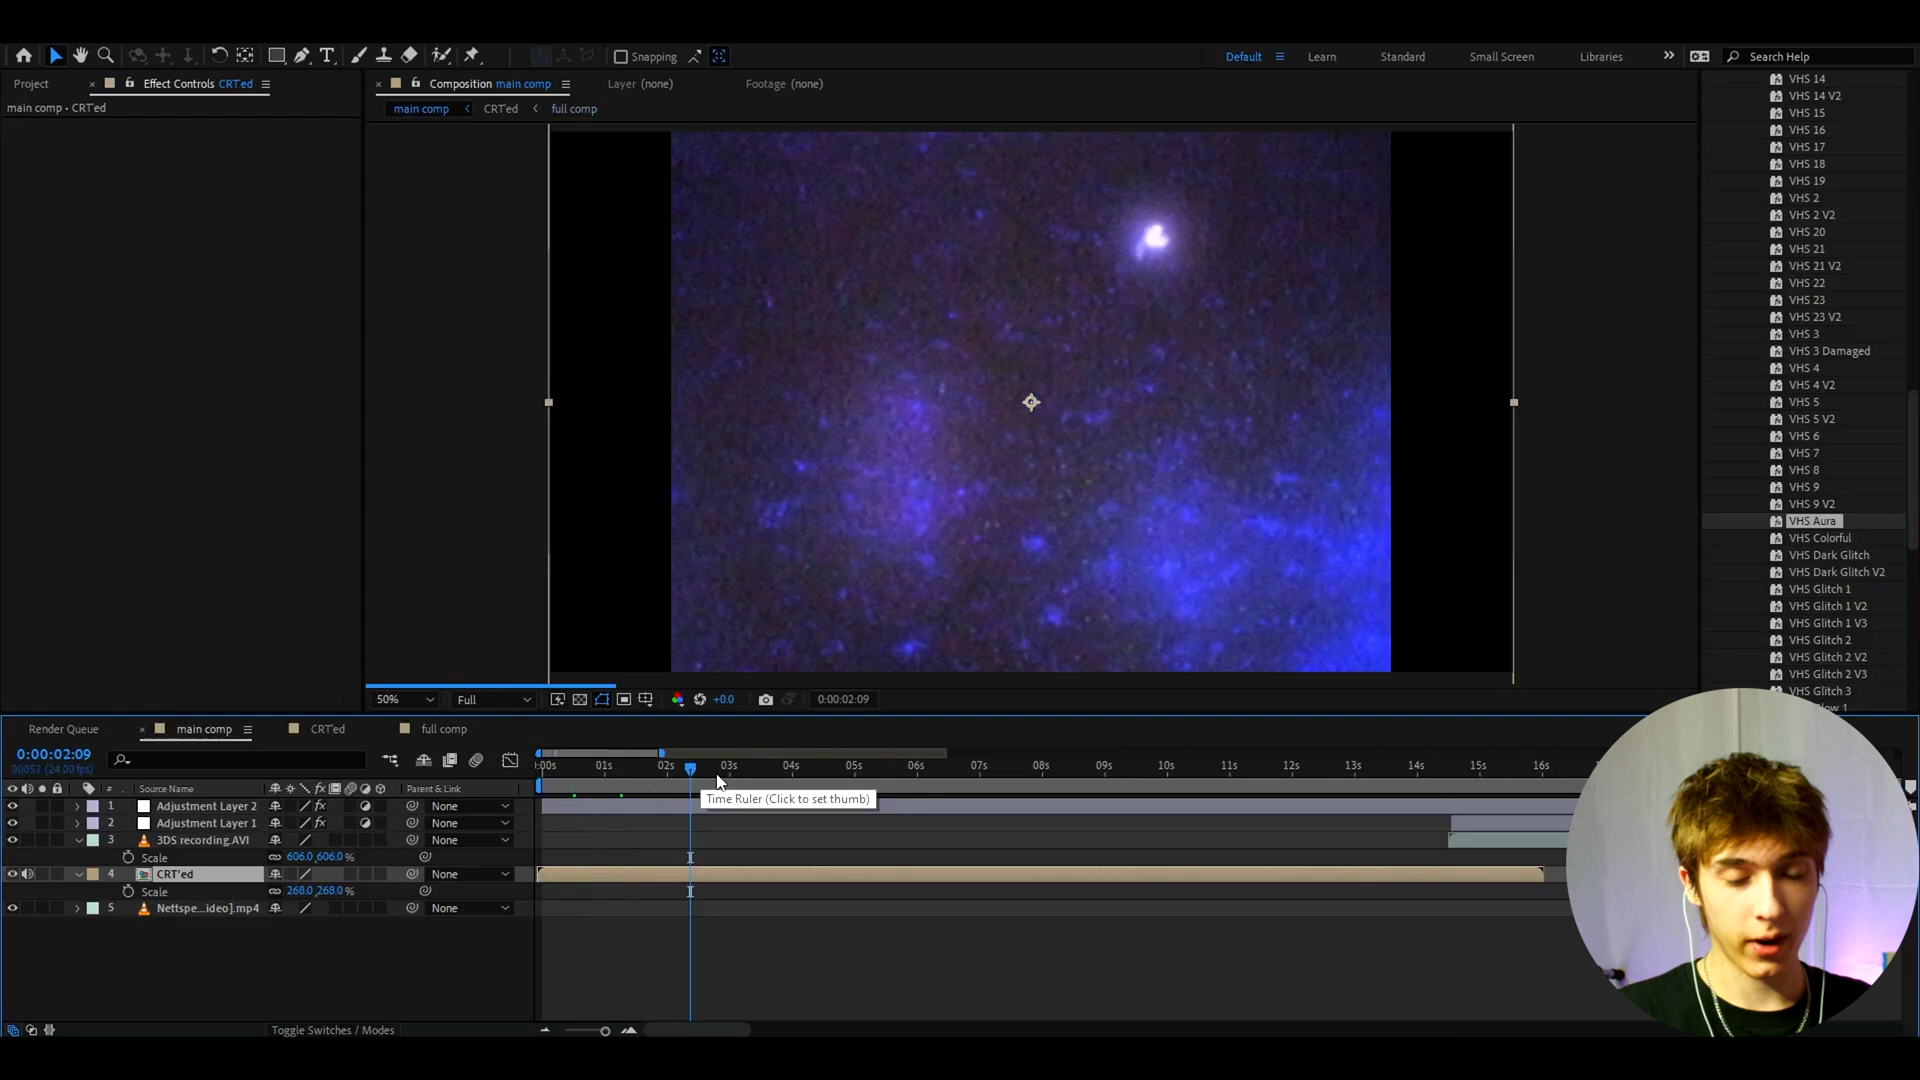 Snapping
Default
Learn
Standard
Small Screen
Libraries
Search Help
Project
Effect Controls CRT'ed
Composition main comp
Layer (none)
Footage (none)
main comp • CRT'ed
main comp
CRT'ed
full comp
VHS 14
VHS 14 V2
VHS 15
VHS 16
VHS 17
VHS 18
VHS 19
VHS 2
VHS 2 V2
VHS 20
VHS 21
VHS 21 V2
VHS 22
VHS 23
VHS 23 V2
VHS 3
VHS 3 Damaged
VHS 4
VHS 4 V2
VHS 5
VHS 5 V2
VHS 6
VHS 7
VHS 8
VHS 9
VHS 9 V2
VHS Aura
VHS Colorful
VHS Dark Glitch
VHS Dark Glitch V2
VHS Glitch 1
VHS Glitch 1 V2
VHS Glitch 1 V3
VHS Glitch 2
VHS Glitch 2 V2
VHS Glitch 2 V3
VHS Glitch 3
50%
Full
+0.0
0:00:02:09
Render Queue
main comp
CRT'ed
full comp
0:00:02:09
00057 (24.00 fps)
:00s 01s 02s 03s 04s 05s 06s 07s 08s 09s 10s 11s 12s 13s 14s 15s 16s
# Source Name
Parent & Link
Time Ruler (Click to set thumb)
1 Adjustment Layer 2 fx None
2 Adjustment Layer 1 fx None
3 3DS recording.AVI None
Scale 606.0,606.0%
4 CRT'ed None
Scale 268.0,268.0%
5 Nettspe...ideo].mp4 None
Toggle Switches / Modes